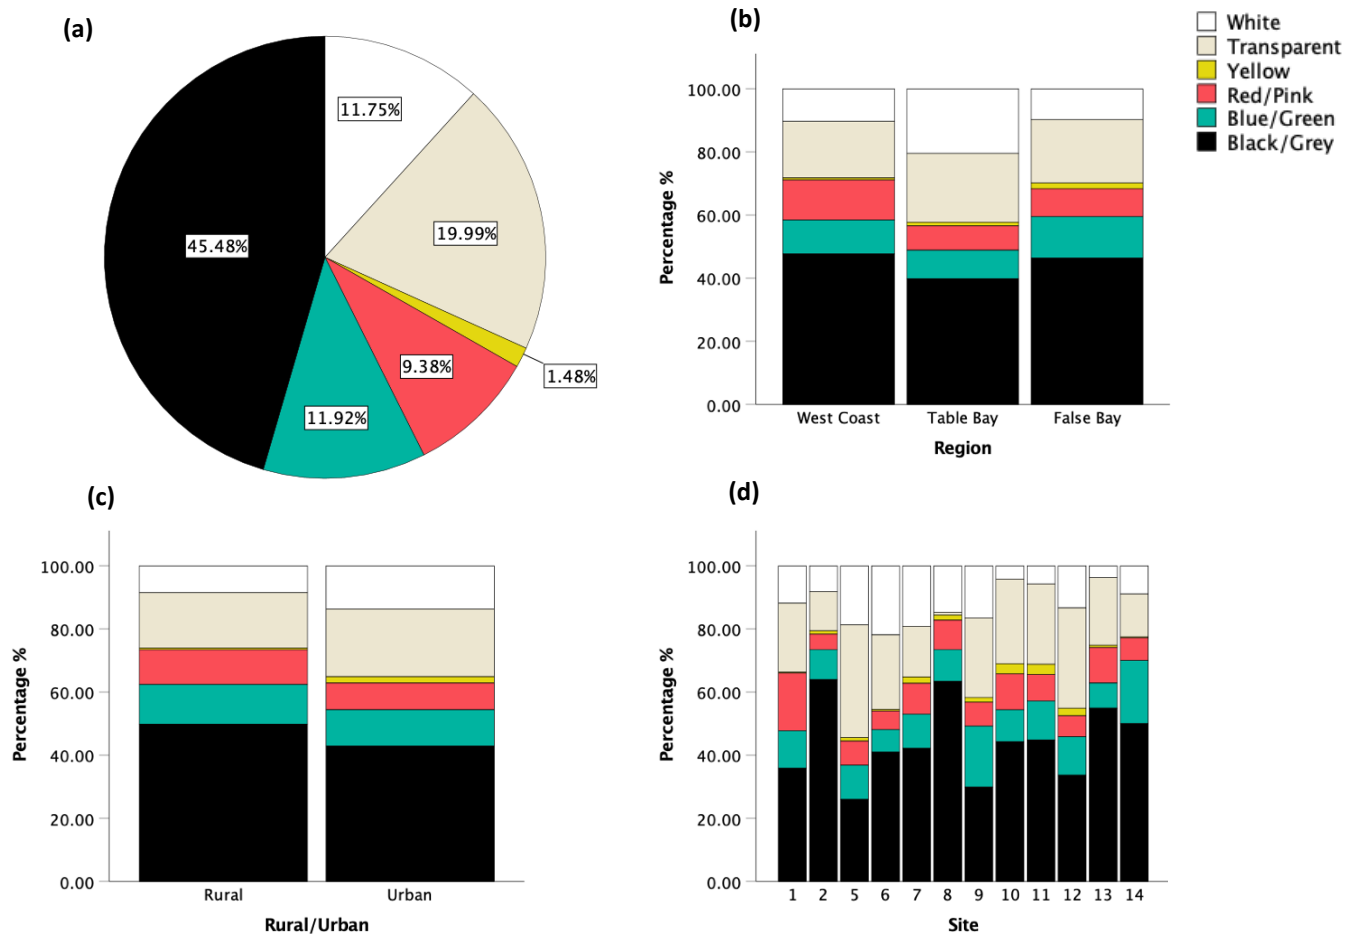 (a)
11.75%
19.99%
1.48%
9.38%
11.92%
45.48%
(b)
White
Transparent
Yellow
Red/Pink
Blue/Green
Black/Grey
Percentage %
100.00
80.00
60.00
40.00
20.00
0.00
West Coast Table Bay False Bay
Region
(c)
Percentage %
100.00
80.00
60.00
40.00
20.00
0.00
Rural Urban
Rural/Urban
(d)
Percentage %
100.00
80.00
60.00
40.00
20.00
0.00
1 2 5 6 7 8 9 10 11 12 13 14
Site